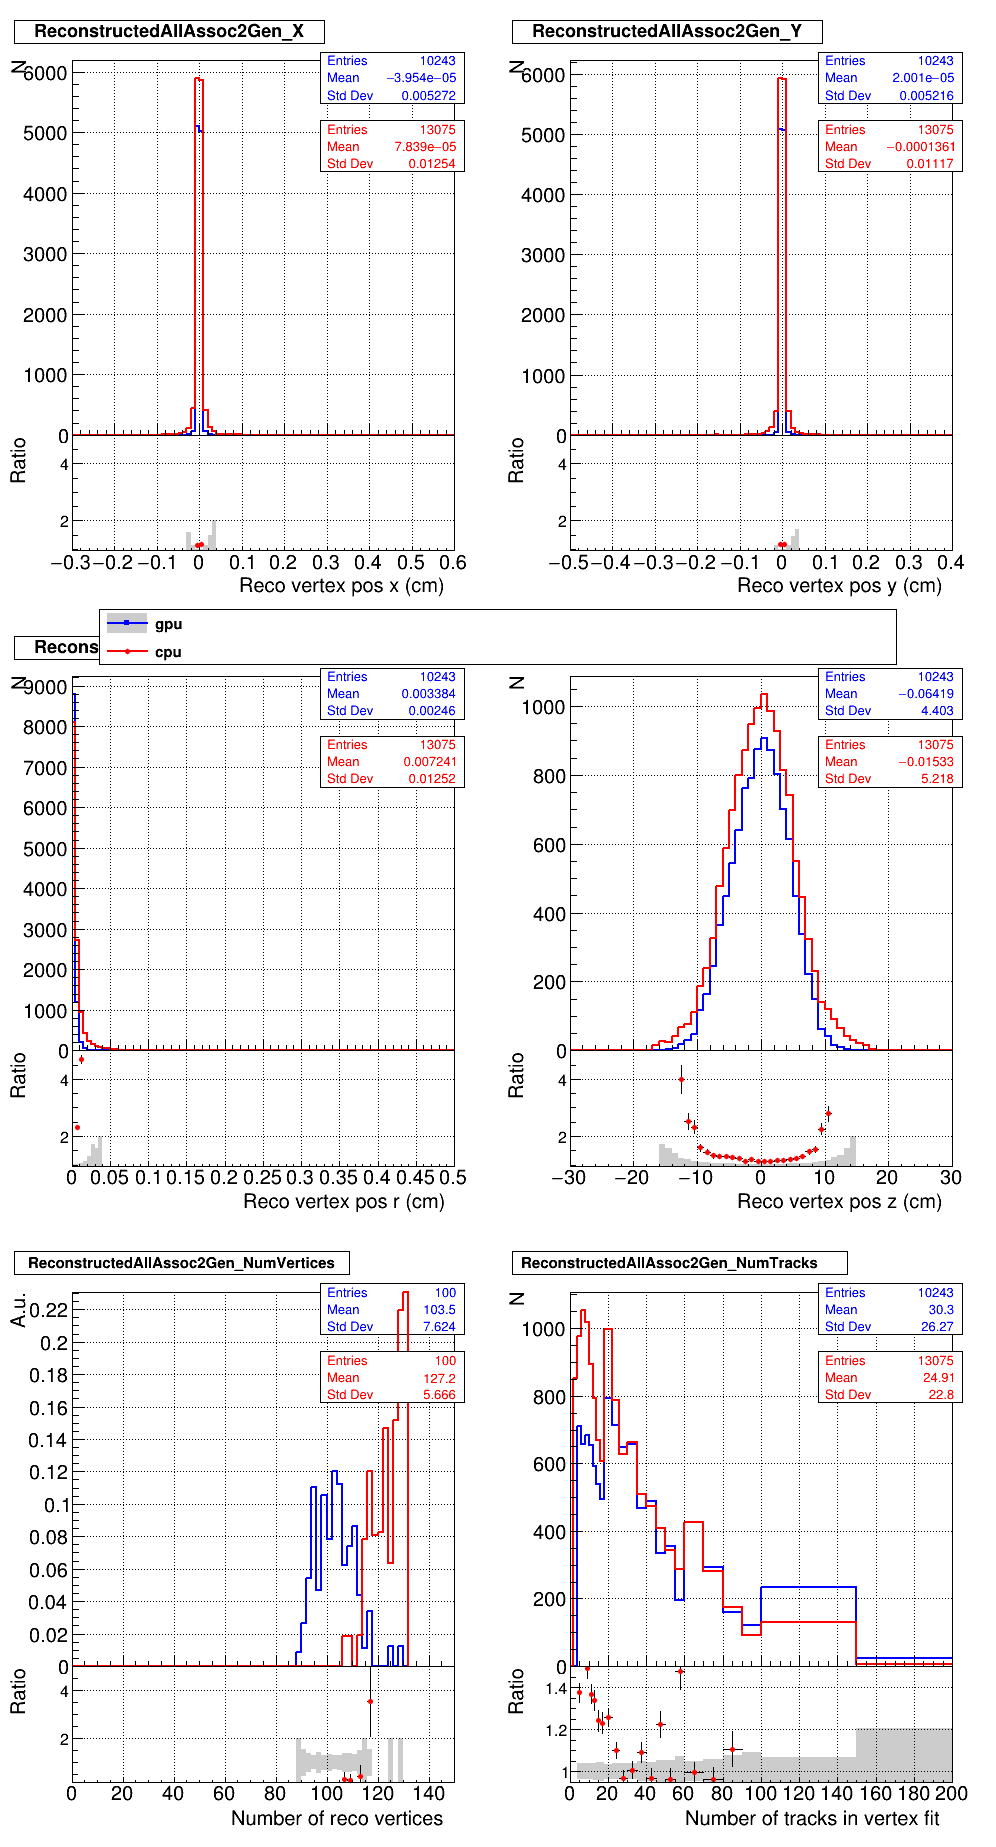 ReconstructedAllAssoc2Gen_X
N
Entries 10243
Mean −3.954e−05
Std Dev 0.005272
Entries 13075
Mean 7.839e−05
Std Dev 0.01254
6000
5000
4000
3000
2000
1000
0
Ratio
4
2
−0.3 −0.2 −0.1 0 0.1 0.2 0.3 0.4 0.5 0.6
Reco vertex pos x (cm)
ReconstructedAllAssoc2Gen_Y
N
Entries 10243
Mean 2.001e−05
Std Dev 0.005216
Entries 13075
Mean −0.0001361
Std Dev 0.01117
6000
5000
4000
3000
2000
1000
0
Ratio
4
2
−0.5 −0.4 −0.3 −0.2 −0.1 0 0.1 0.2 0.3 0.4
Reco vertex pos y (cm)
gpu
cpu
Recons
N
Entries 10243
Mean 0.003384
Std Dev 0.00246
Entries 13075
Mean 0.007241
Std Dev 0.01252
9000
8000
7000
6000
5000
4000
3000
2000
1000
0
Ratio
4
2
0 0.05 0.1 0.15 0.2 0.25 0.3 0.35 0.4 0.45 0.5
Reco vertex pos r (cm)
N
Entries 10243
Mean −0.06419
Std Dev 4.403
Entries 13075
Mean −0.01533
Std Dev 5.218
1000
800
600
400
200
0
Ratio
4
2
−30 −20 −10 0 10 20 30
Reco vertex pos z (cm)
ReconstructedAllAssoc2Gen_NumVertices
A.u.
Entries 100
Mean 103.5
Std Dev 7.624
Entries 100
Mean 127.2
Std Dev 5.666
0.22
0.2
0.18
0.16
0.14
0.12
0.1
0.08
0.06
0.04
0.02
0
Ratio
4
2
0 20 40 60 80 100 120 140
Number of reco vertices
ReconstructedAllAssoc2Gen_NumTracks
N
Entries 10243
Mean 30.3
Std Dev 26.27
Entries 13075
Mean 24.91
Std Dev 22.8
1000
800
600
400
200
0
Ratio
1.4
1.2
1
0 20 40 60 80 100 120 140 160 180 200
Number of tracks in vertex fit